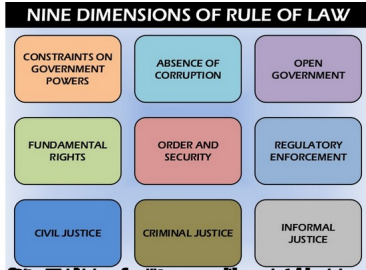 NINE DIMENSIONS OF RULE OF LAW
CONSTRAINTS ON
GOVERNMENT
POWERS
ABSENCE OF
CORRUPTION
OPEN
GOVERNMENT
FUNDAMENTAL
RIGHTS
ORDER AND
SECURITY
REGULATORY
ENFORCEMENT
CIVIL JUSTICE
CRIMINAL JUSTICE
INFORMAL
JUSTICE